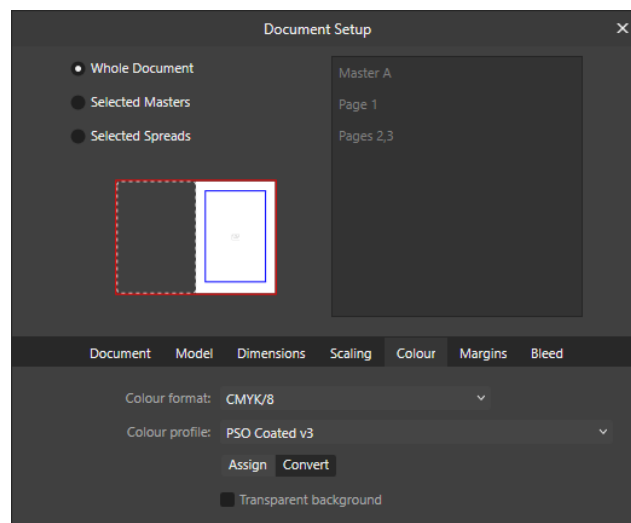 Document Setup
Whole Document
Selected Masters
Selected Spreads
Master A
Page 1
Pages 2,3
Document Model Dimensions Scaling Colour Margins Bleed
Colour format: CMYK/8
Colour profile: PSO Coated v3
Assign Convert
Transparent background